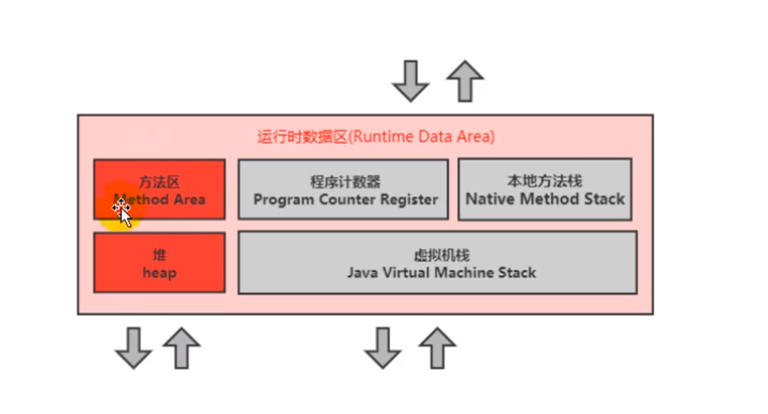 运行时数据区(Runtime Data Area)
方法区
Method Area
程序计数器
Program Counter Register
本地方法栈
Native Method Stack
堆
heap
虚拟机栈
Java Virtual Machine Stack